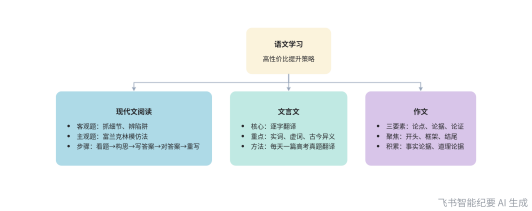 语文学习
高性价比提升策略
现代文阅读
• 客观题：抓细节、辨陷阱
• 主观题：富兰克林模仿法
• 步骤：看题→构思→写答案→对答案→重写
文言文
• 核心：逐字翻译
• 重点：实词、虚词、古今异义
• 方法：每天一篇高考真题翻译
作文
• 三要素：论点、论据、论证
• 聚焦：开头、框架、结尾
• 积累：事实论据、道理论据
飞书智能纪要 AI 生成